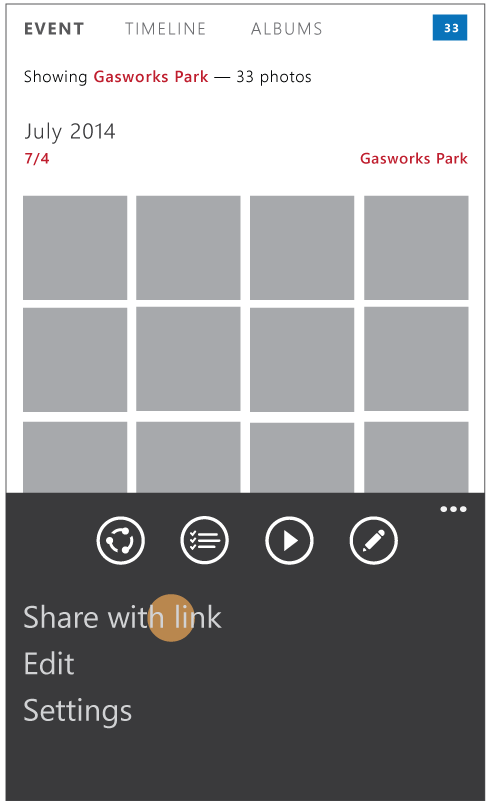 EVENT TIMELINE ALBUMS 33
Showing Gasworks Park — 33 photos
July 2014
7/4 Gasworks Park
Share with link
Edit
Settings